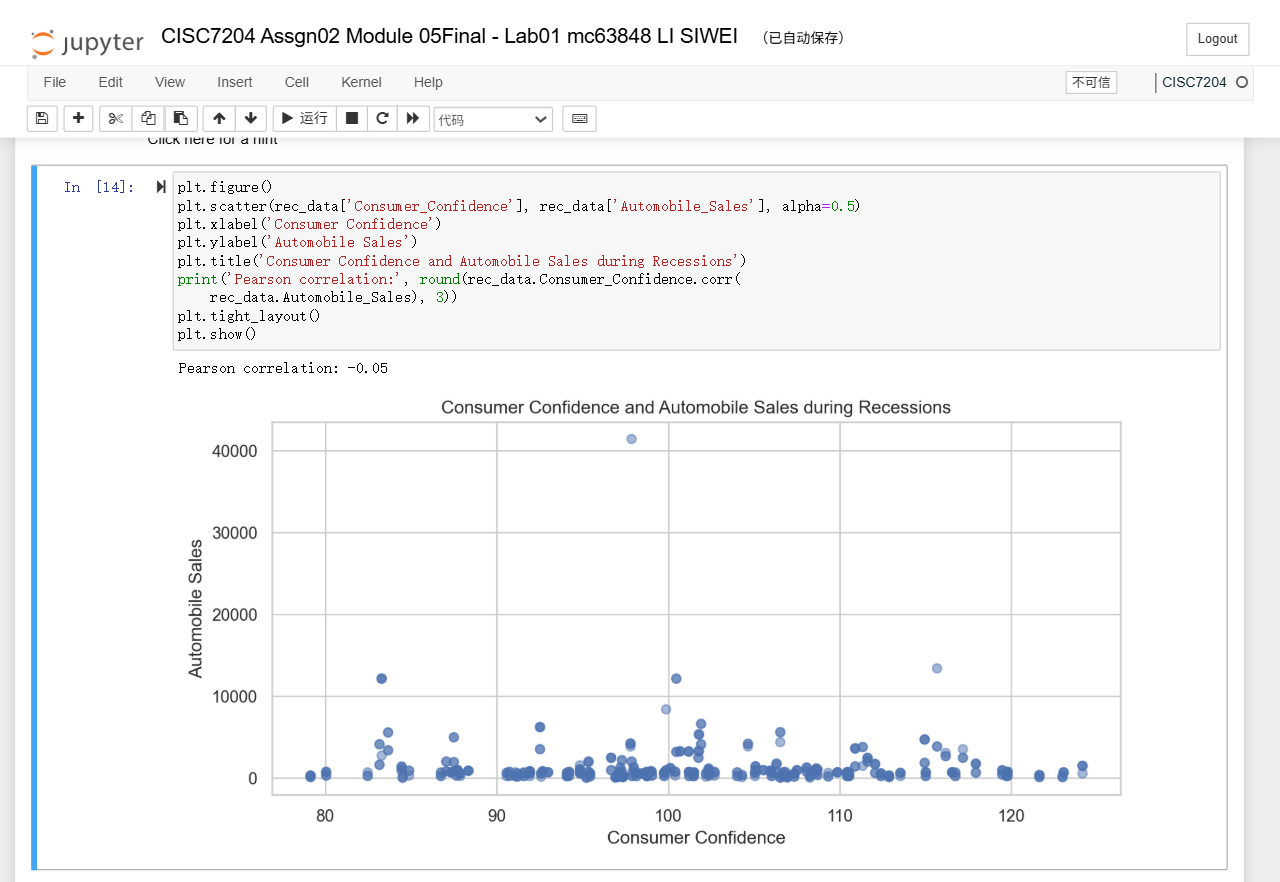 jupyter CISC7204 Assgn02 Module 05Final - Lab01 mc63848 LI SIWEI (已自动保存) Logout
File Edit View Insert Cell Kernel Help 不可信 CISC7204
运行 代码
Click here for a hint
In [14]:
plt.figure()
plt.scatter(rec_data['Consumer_Confidence'], rec_data['Automobile_Sales'], alpha=0.5)
plt.xlabel('Consumer Confidence')
plt.ylabel('Automobile Sales')
plt.title('Consumer Confidence and Automobile Sales during Recessions')
print('Pearson correlation:', round(rec_data.Consumer_Confidence.corr(
    rec_data.Automobile_Sales), 3))
plt.tight_layout()
plt.show()
Pearson correlation: -0.05
Consumer Confidence and Automobile Sales during Recessions
40000
30000
20000
10000
0
Automobile Sales
80 90 100 110 120
Consumer Confidence